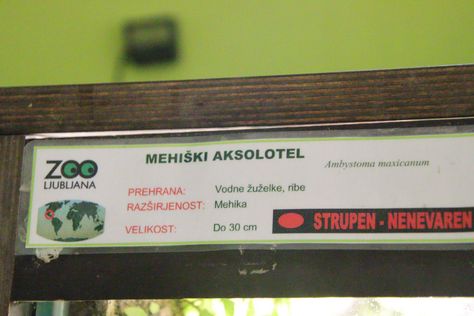 ZOO
LJUBLJANA
MEHIŠKI AKSOLOTEL
Ambystoma maxicanum
PREHRANA: Vodne žuželke, ribe
RAZŠIRJENOST: Mehika
VELIKOST: Do 30 cm
STRUPEN - NENEVAREN